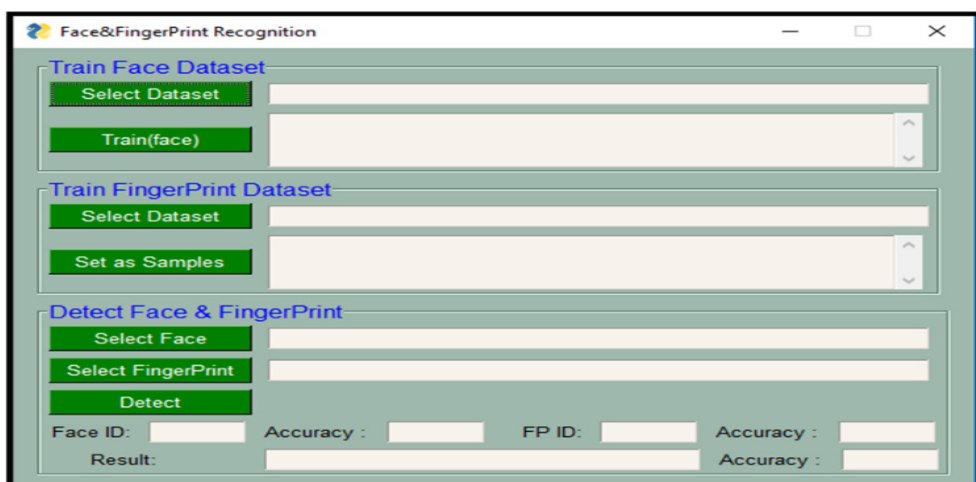 Face&FingerPrint Recognition
Train Face Dataset
Select Dataset
Train(face)
Train FingerPrint Dataset
Select Dataset
Set as Samples
Detect Face & FingerPrint
Select Face
Select FingerPrint
Detect
Face ID: Accuracy : FP ID: Accuracy :
Result: Accuracy :